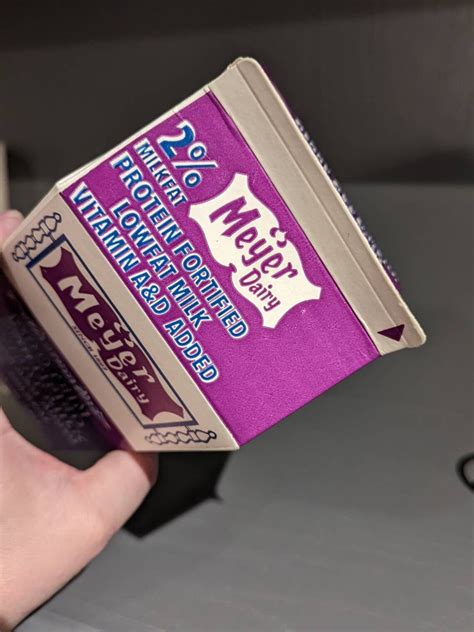 2%
MILKFAT
PROTEIN FORTIFIED
LOWFAT MILK
VITAMIN A&D ADDED
Meyer
Dairy
Meyer
Dairy